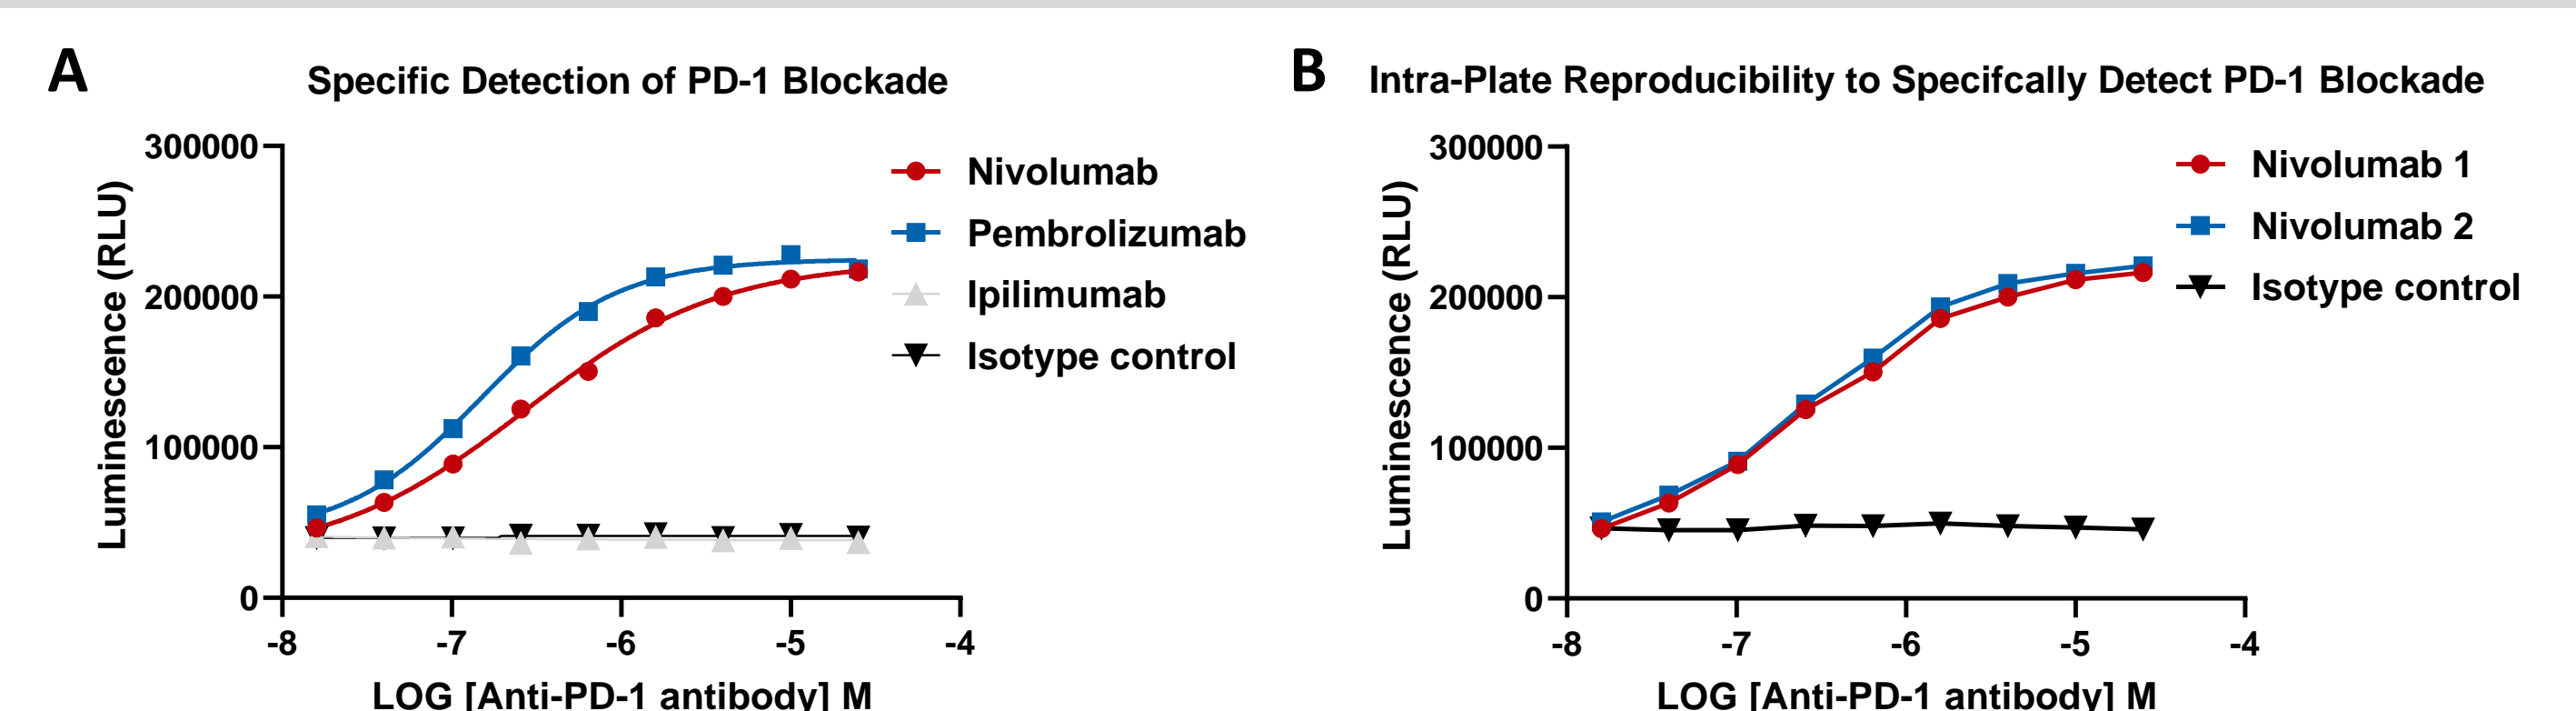 A
Specific Detection of PD-1 Blockade
300000
200000
100000
0
Luminescence (RLU)
-8
-7
-6
-5
-4
LOG [Anti-PD-1 antibody] M
Nivolumab
Pembrolizumab
Ipilimumab
Isotype control
B
Intra-Plate Reproducibility to Specifcally Detect PD-1 Blockade
300000
200000
100000
0
Luminescence (RLU)
-8
-7
-6
-5
-4
LOG [Anti-PD-1 antibody] M
Nivolumab 1
Nivolumab 2
Isotype control